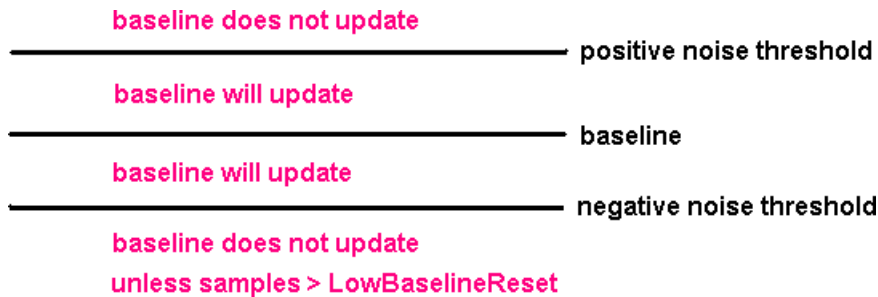 baseline does not update
positive noise threshold
baseline will update
baseline
baseline will update
negative noise threshold
baseline does not update
unless samples > LowBaselineReset